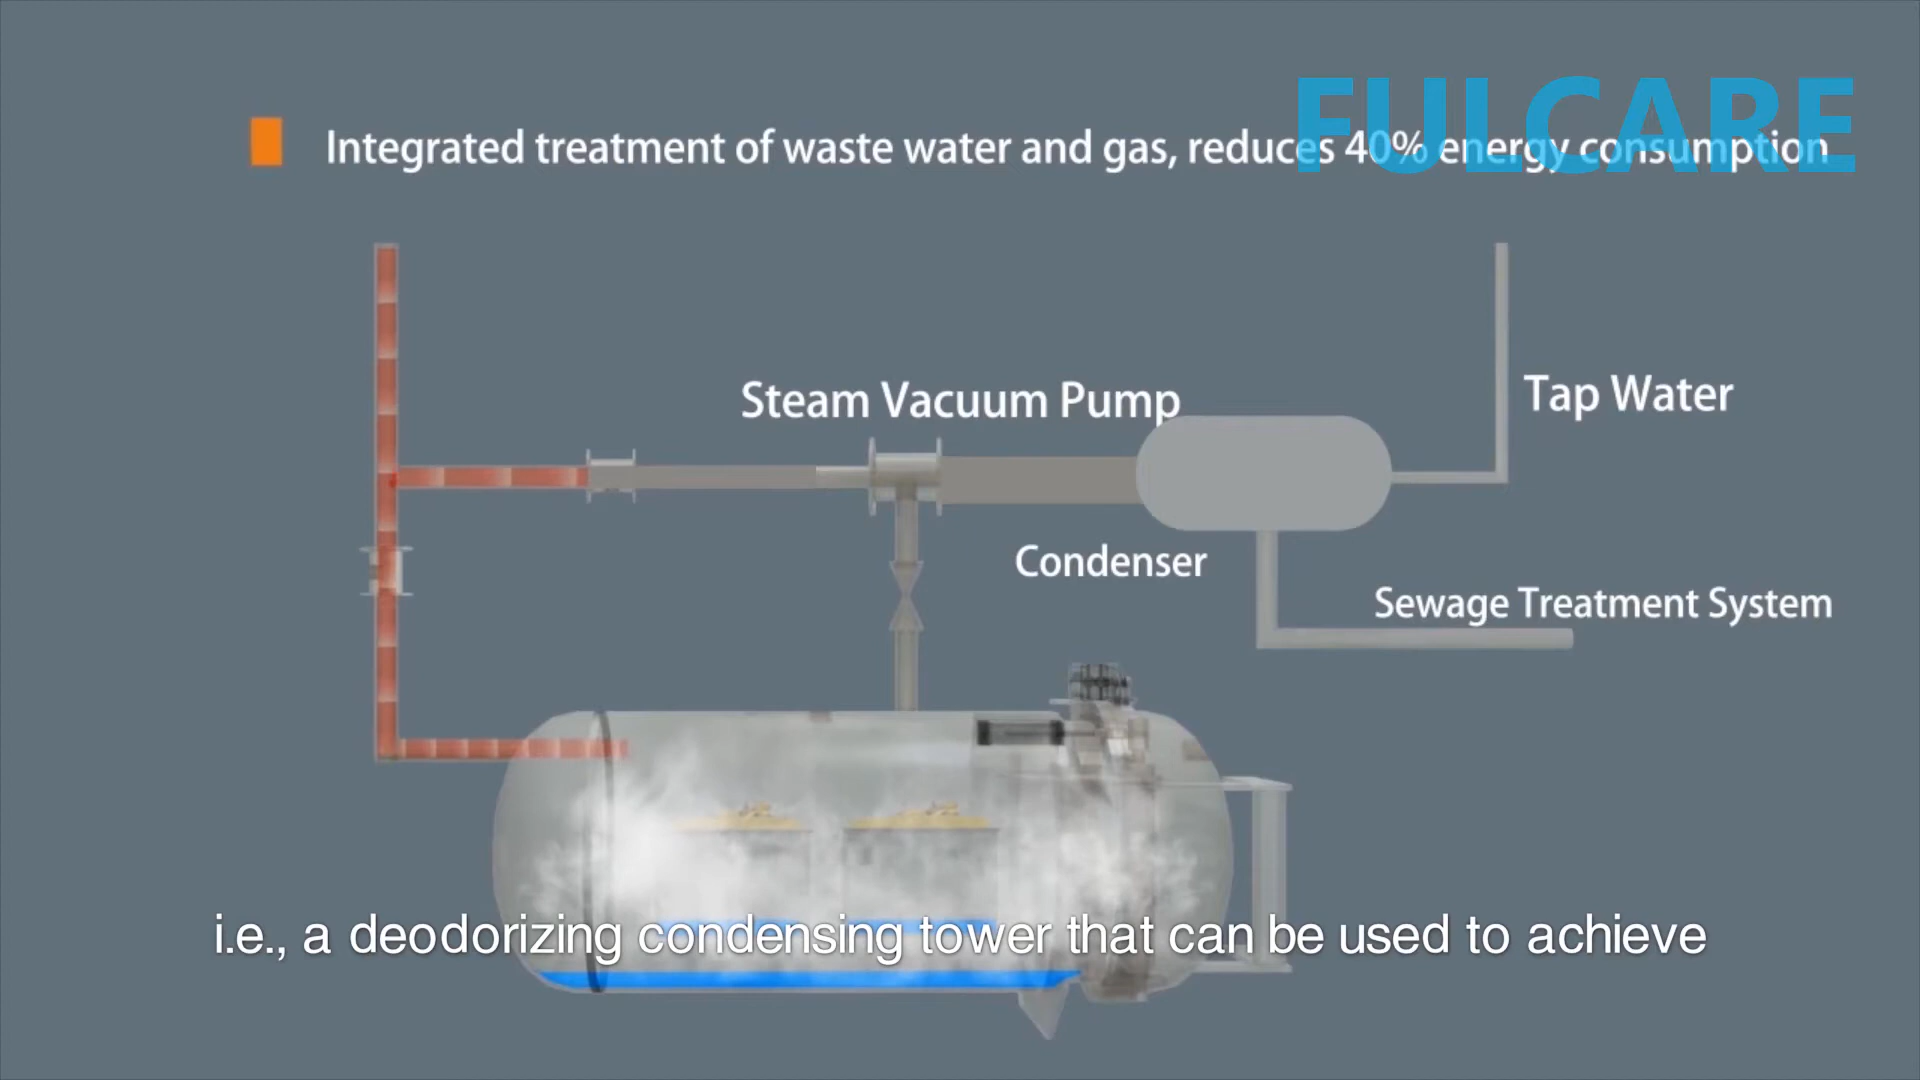 FULCARE
Integrated treatment of waste water and gas, reduces 40% energy consumption
Steam Vacuum Pump
Tap Water
Condenser
Sewage Treatment System
i.e., a deodorizing condensing tower that can be used to achieve